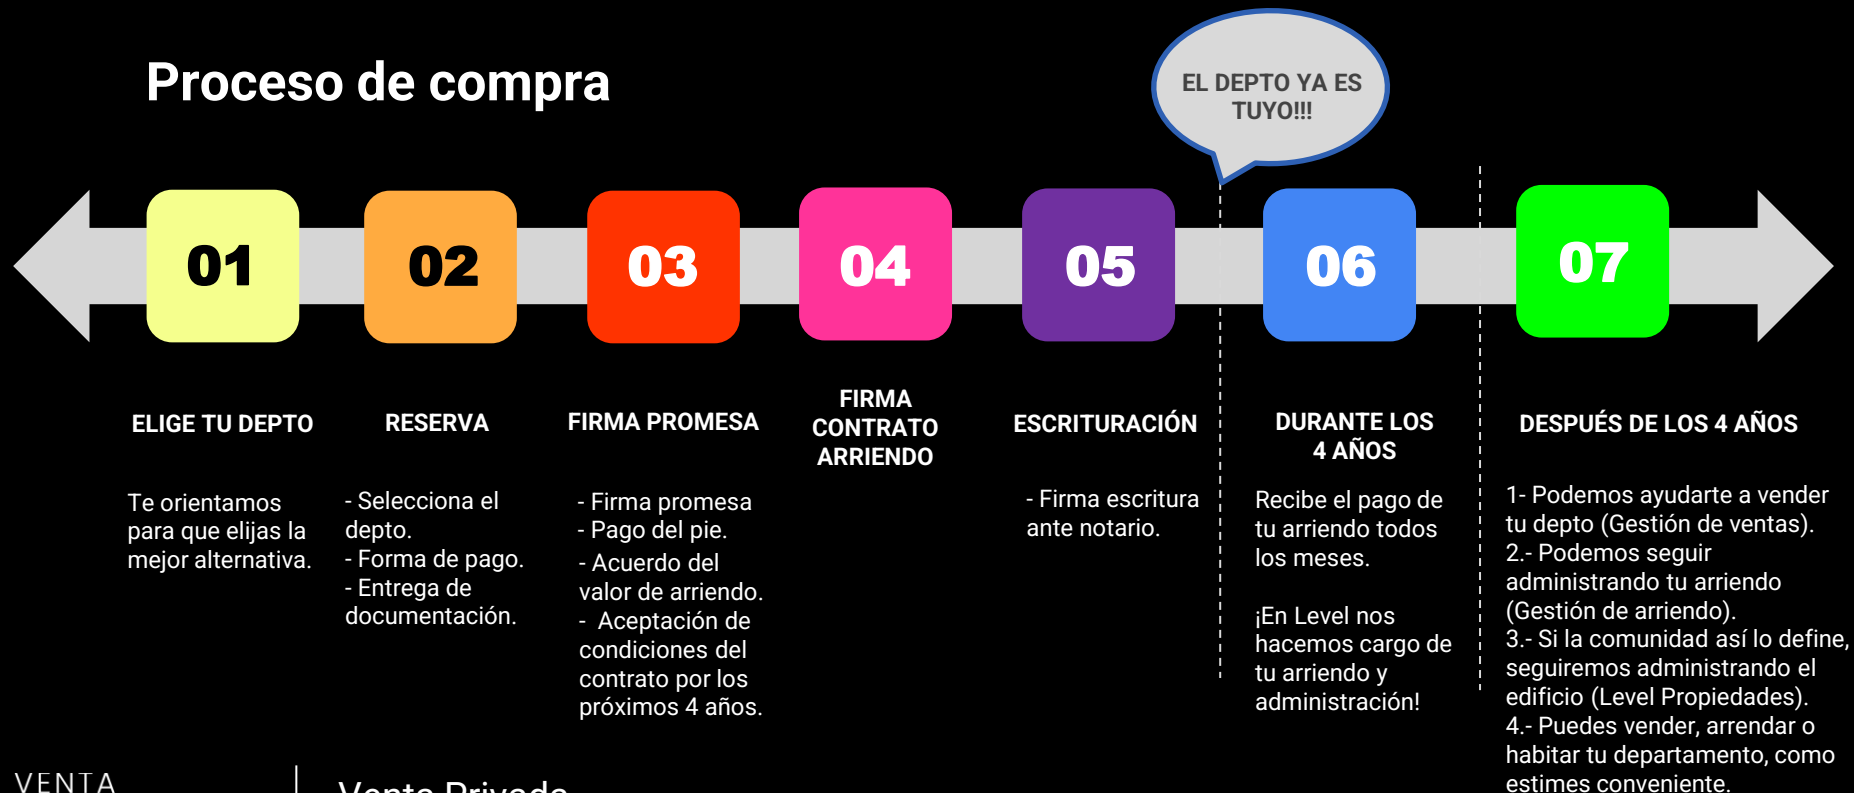 Proceso de compra
EL DEPTO YA ES
TUYO!!!
01
02
03
04
05
06
07
ELIGE TU DEPTO
Te orientamos
para que elijas la
mejor alternativa.
RESERVA
- Selecciona el
depto.
- Forma de pago.
- Entrega de
documentación.
FIRMA PROMESA
- Firma promesa
- Pago del pie.
- Acuerdo del
valor de arriendo.
- Aceptación de
condiciones del
contrato por los
próximos 4 años.
FIRMA
CONTRATO
ARRIENDO
ESCRITURACIÓN
- Firma escritura
ante notario.
DURANTE LOS
4 AÑOS
Recibe el pago de
tu arriendo todos
los meses.
¡En Level nos
hacemos cargo de
tu arriendo y
administración!
DESPUÉS DE LOS 4 AÑOS
1- Podemos ayudarte a vender
tu depto (Gestión de ventas).
2.- Podemos seguir
administrando tu arriendo
(Gestión de arriendo).
3.- Si la comunidad así lo define,
seguiremos administrando el
edificio (Level Propiedades).
4.- Puedes vender, arrendar o
habitar tu departamento, como
estimes conveniente.
VENTA
Venta Privada